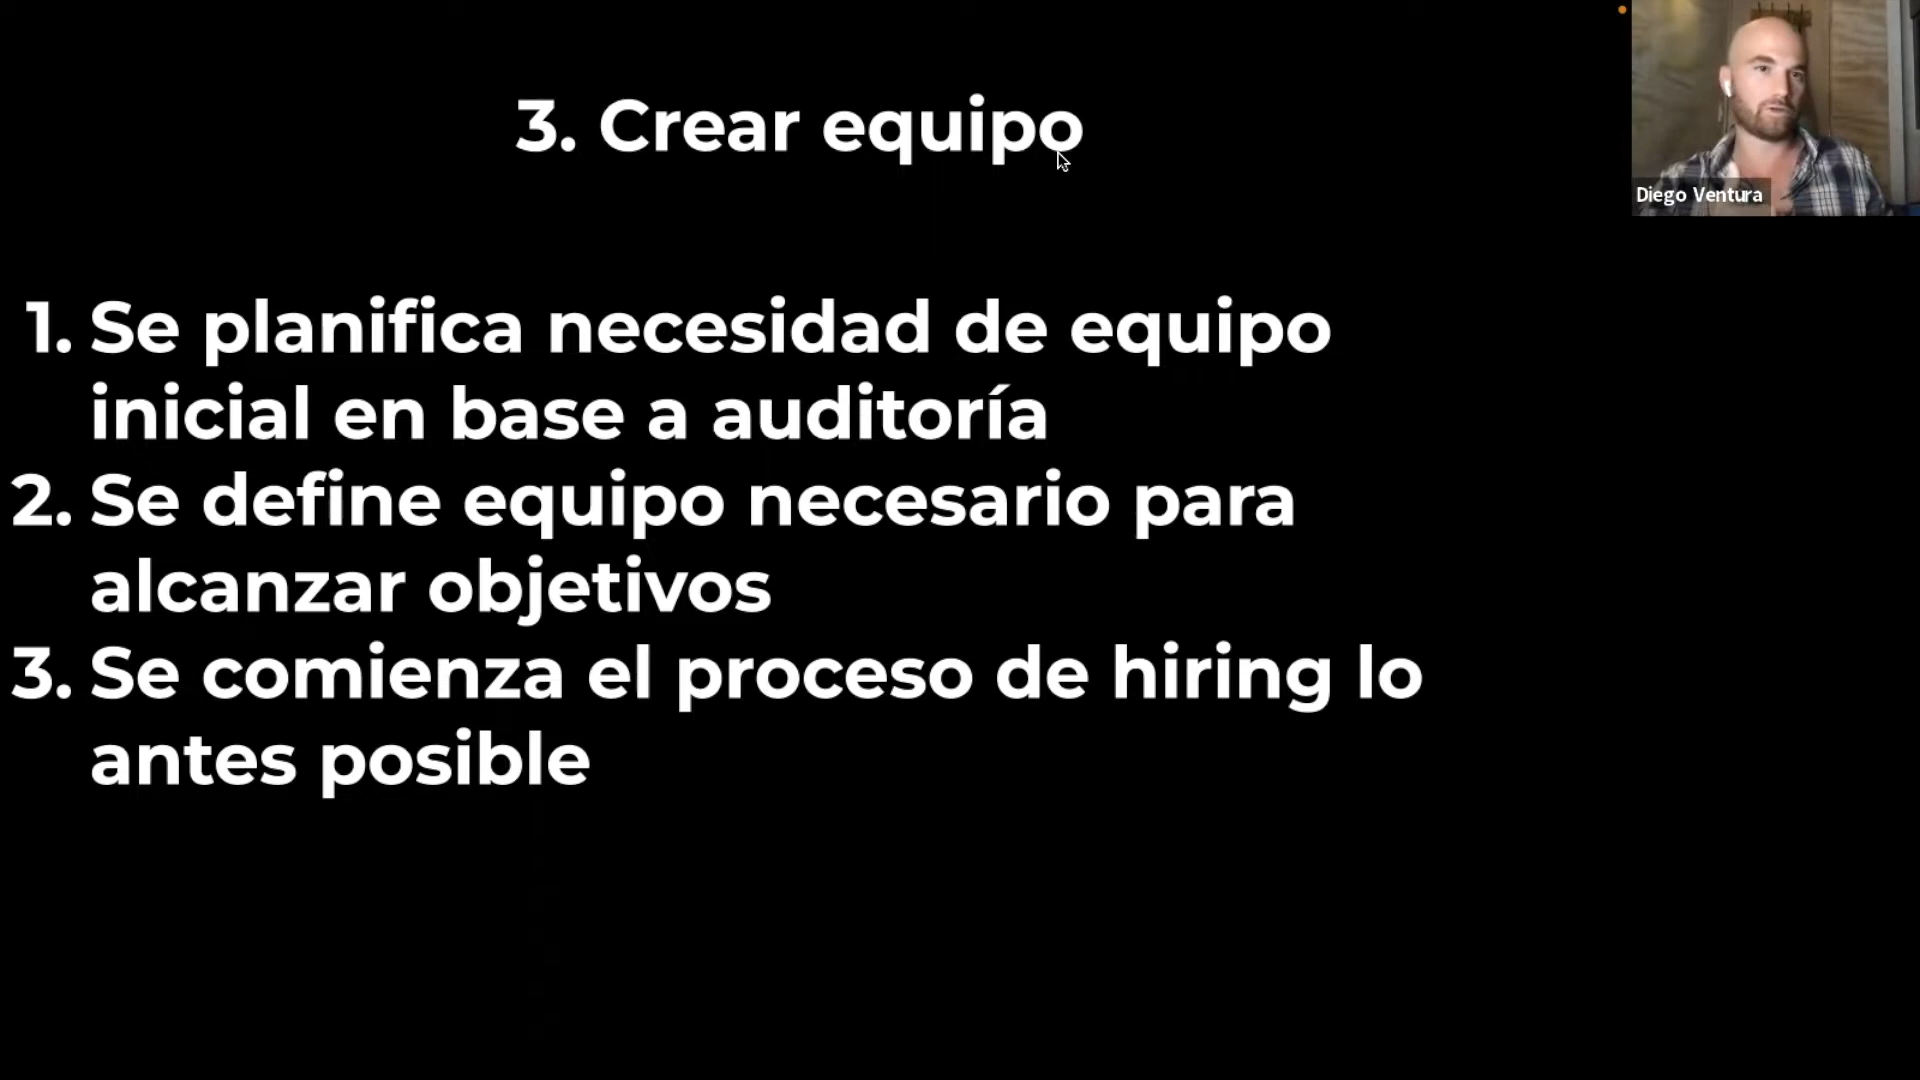 3. Crear equipo
Diego Ventura
1. Se planifica necesidad de equipo
inicial en base a auditoría
2. Se define equipo necesario para
alcanzar objetivos
3. Se comienza el proceso de hiring lo
antes posible